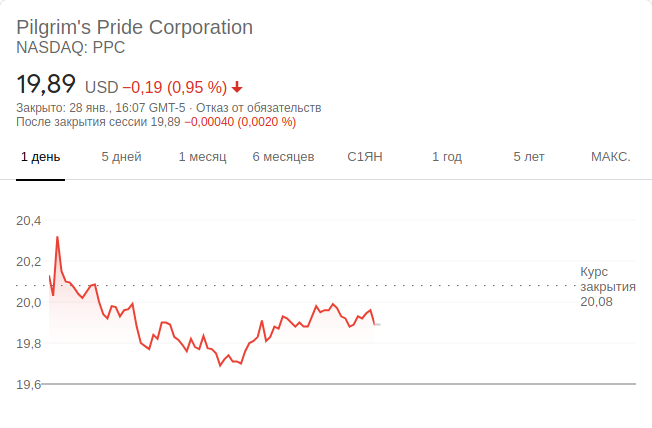 Pilgrim's Pride Corporation
NASDAQ: PPC
19,89 USD −0,19 (0,95 %)
Закрыто: 28 янв., 16:07 GMT-5 · Отказ от обязательств
После закрытия сессии 19,89 −0,00040 (0,0020 %)
1 день 5 дней 1 месяц 6 месяцев С1ЯН 1 год 5 лет МАКС.
20,4
20,2
20,0
19,8
19,6
Курс
закрытия
20,08